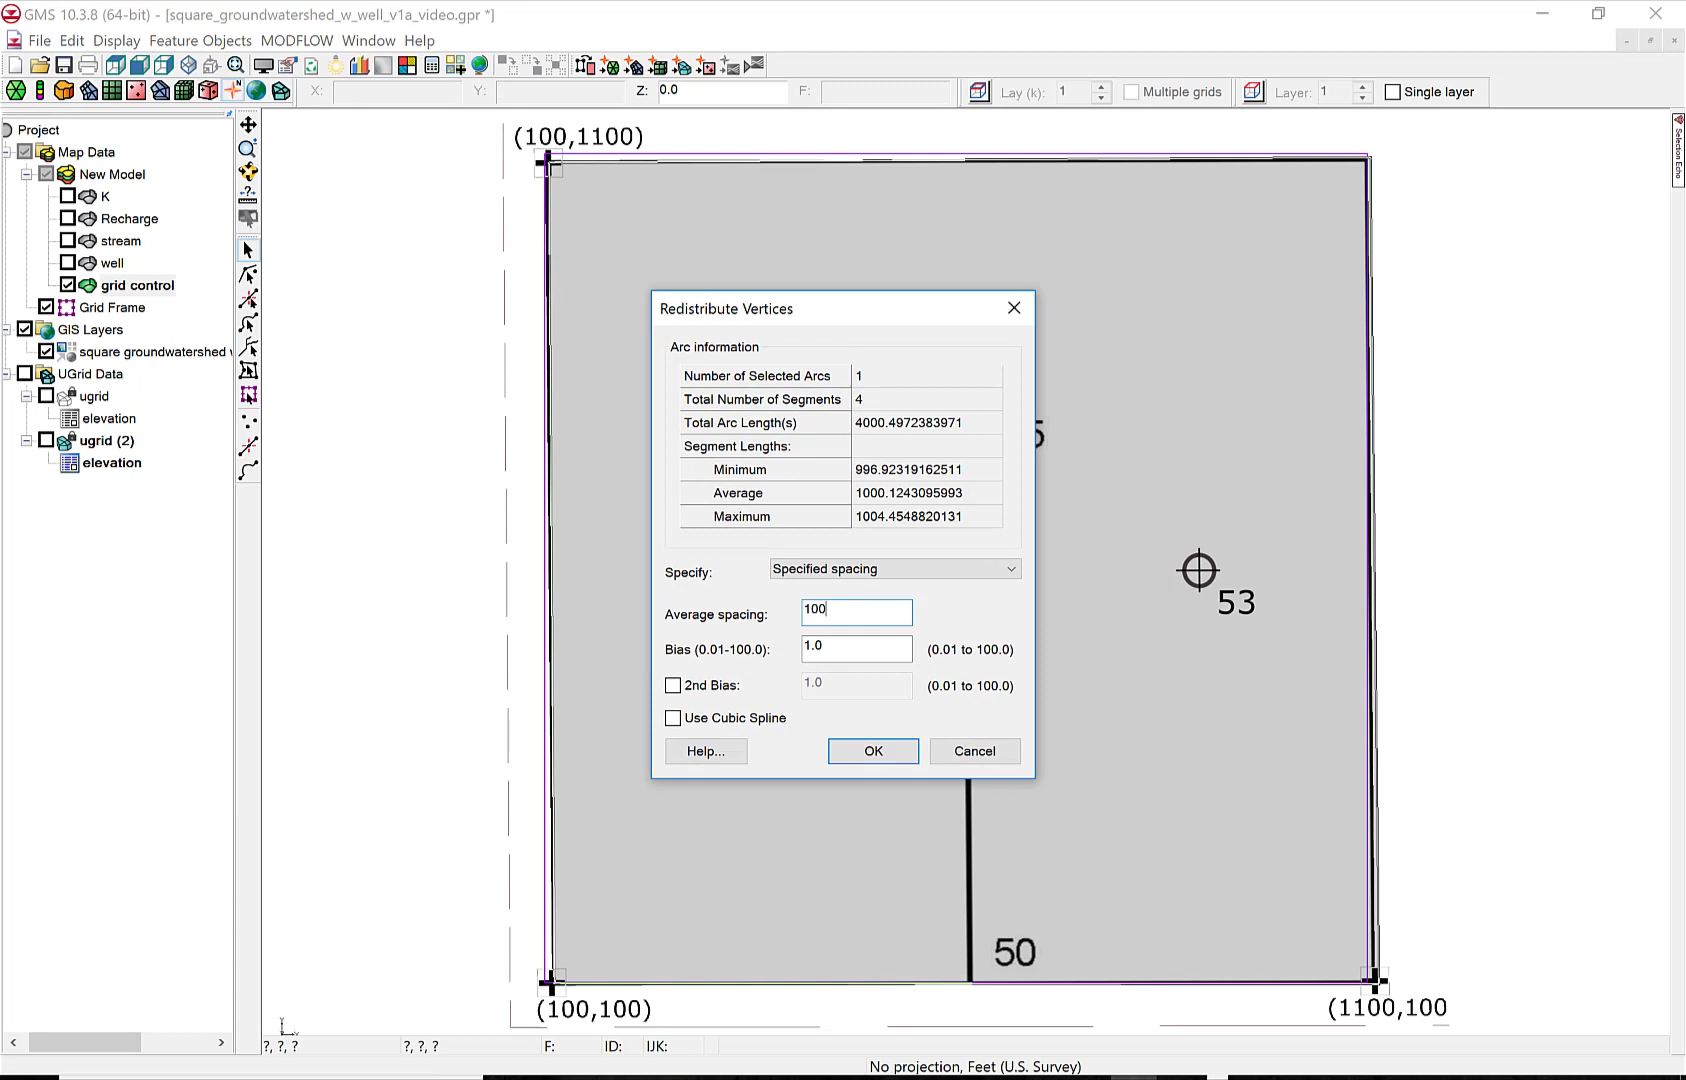 GMS 10.3.8 (64-bit) - [square_groundwatershed_w_well_v1a_video.gpr *]
File Edit Display Feature Objects MODFLOW Window Help
X: Y: Z: 0.0 F: Lay (k): 1 Multiple grids Layer: 1 Single layer
Project
Map Data
New Model
K
Recharge
stream
well
grid control
Grid Frame
GIS Layers
square groundwatershed w
UGrid Data
ugrid
elevation
ugrid (2)
elevation
Selection Echo
(100,1100)
Redistribute Vertices
Arc information
Number of Selected Arcs 1
Total Number of Segments 4
Total Arc Length(s) 4000.4972383971
Segment Lengths:
Minimum 996.92319162511
Average 1000.1243095993
Maximum 1004.4548820131
Specify: Specified spacing
Average spacing: 100
Bias (0.01-100.0): 1.0 (0.01 to 100.0)
2nd Bias: 1.0 (0.01 to 100.0)
Use Cubic Spline
Help... OK Cancel
5
53
50
(100,100)
(1100,100
?, ?, ? ?, ?, ? F: ID: IJK:
No projection, Feet (U.S. Survey)